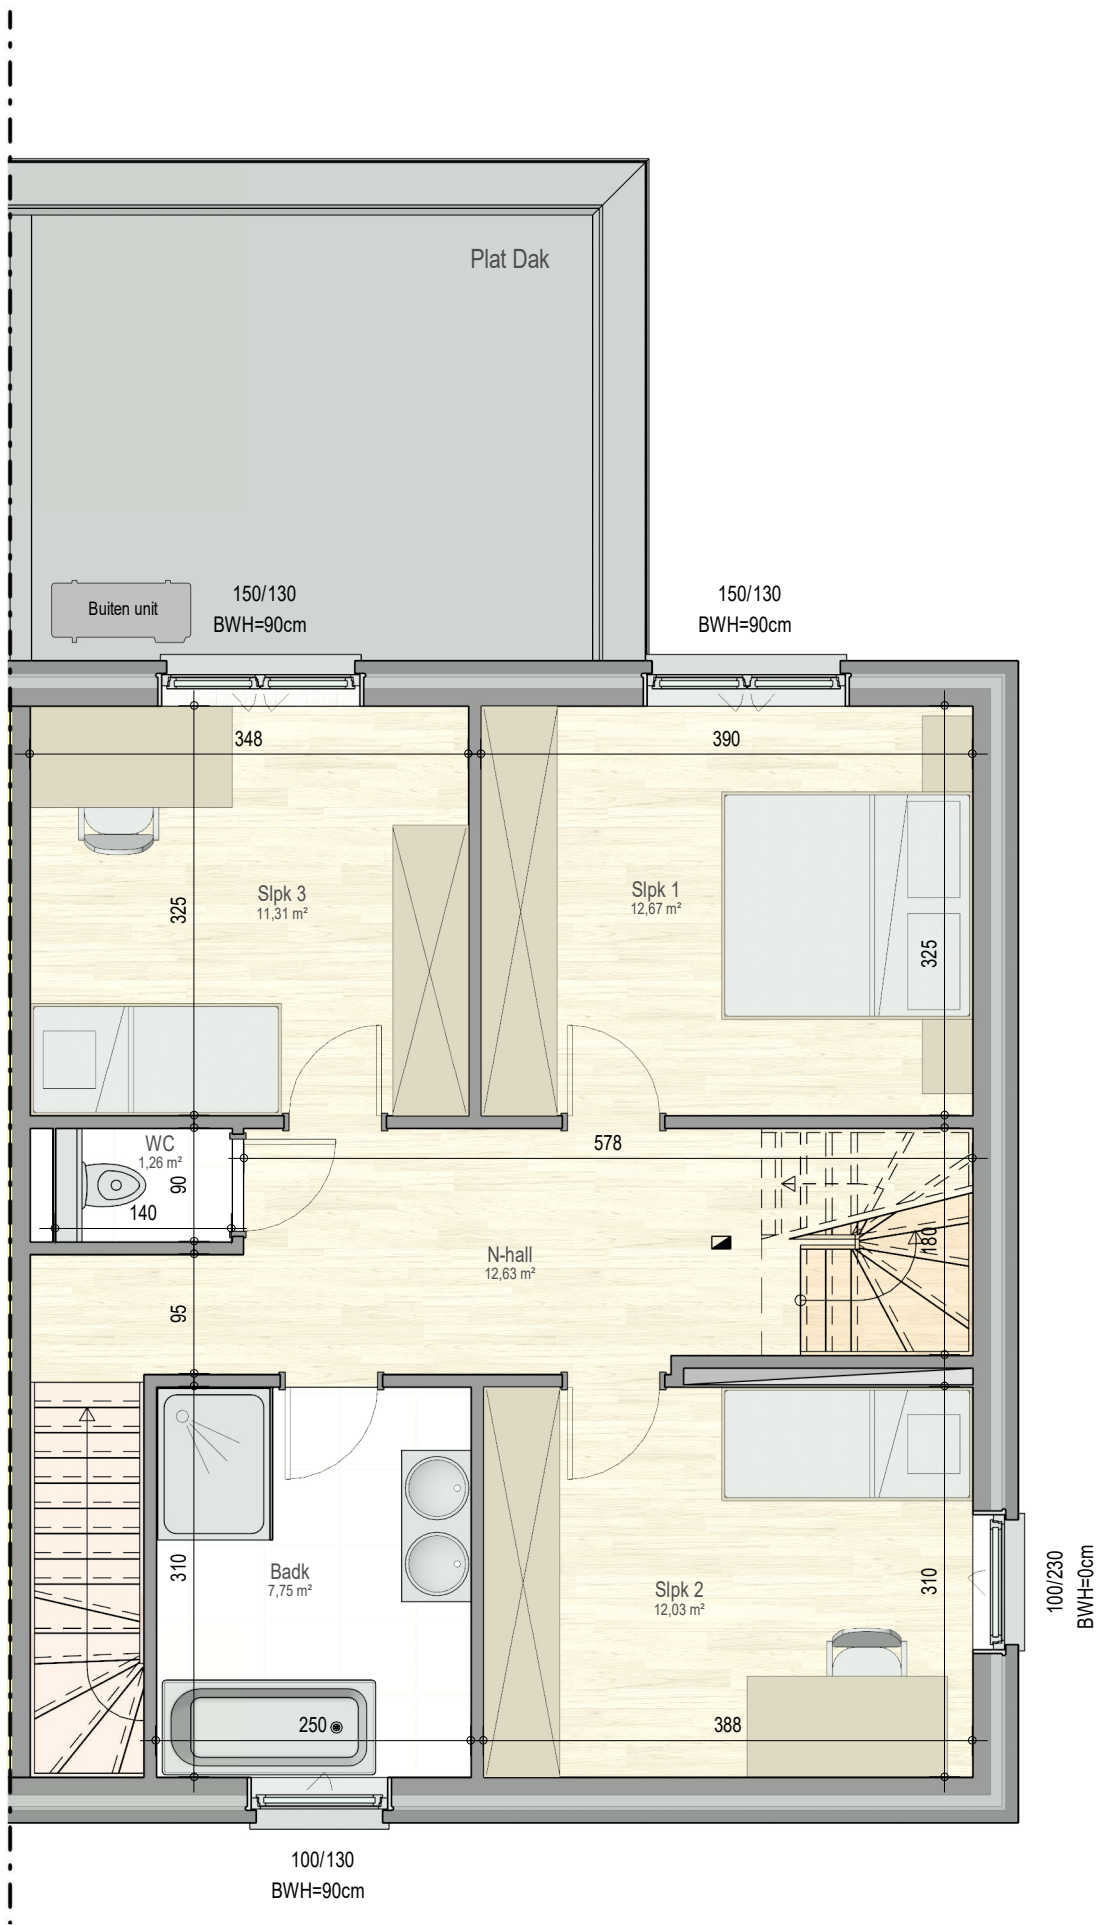 Plat Dak
Buiten unit
150/130
BWH=90cm
150/130
BWH=90cm
348
390
325
Slpk 3
11,31 m²
Slpk 1
12,67 m²
325
WC
1,26 m²
90
140
578
180
N-hall
12,63 m²
95
310
Badk
7,75 m²
Slpk 2
12,03 m²
310
100/230
BWH=0cm
250
388
100/130
BWH=90cm